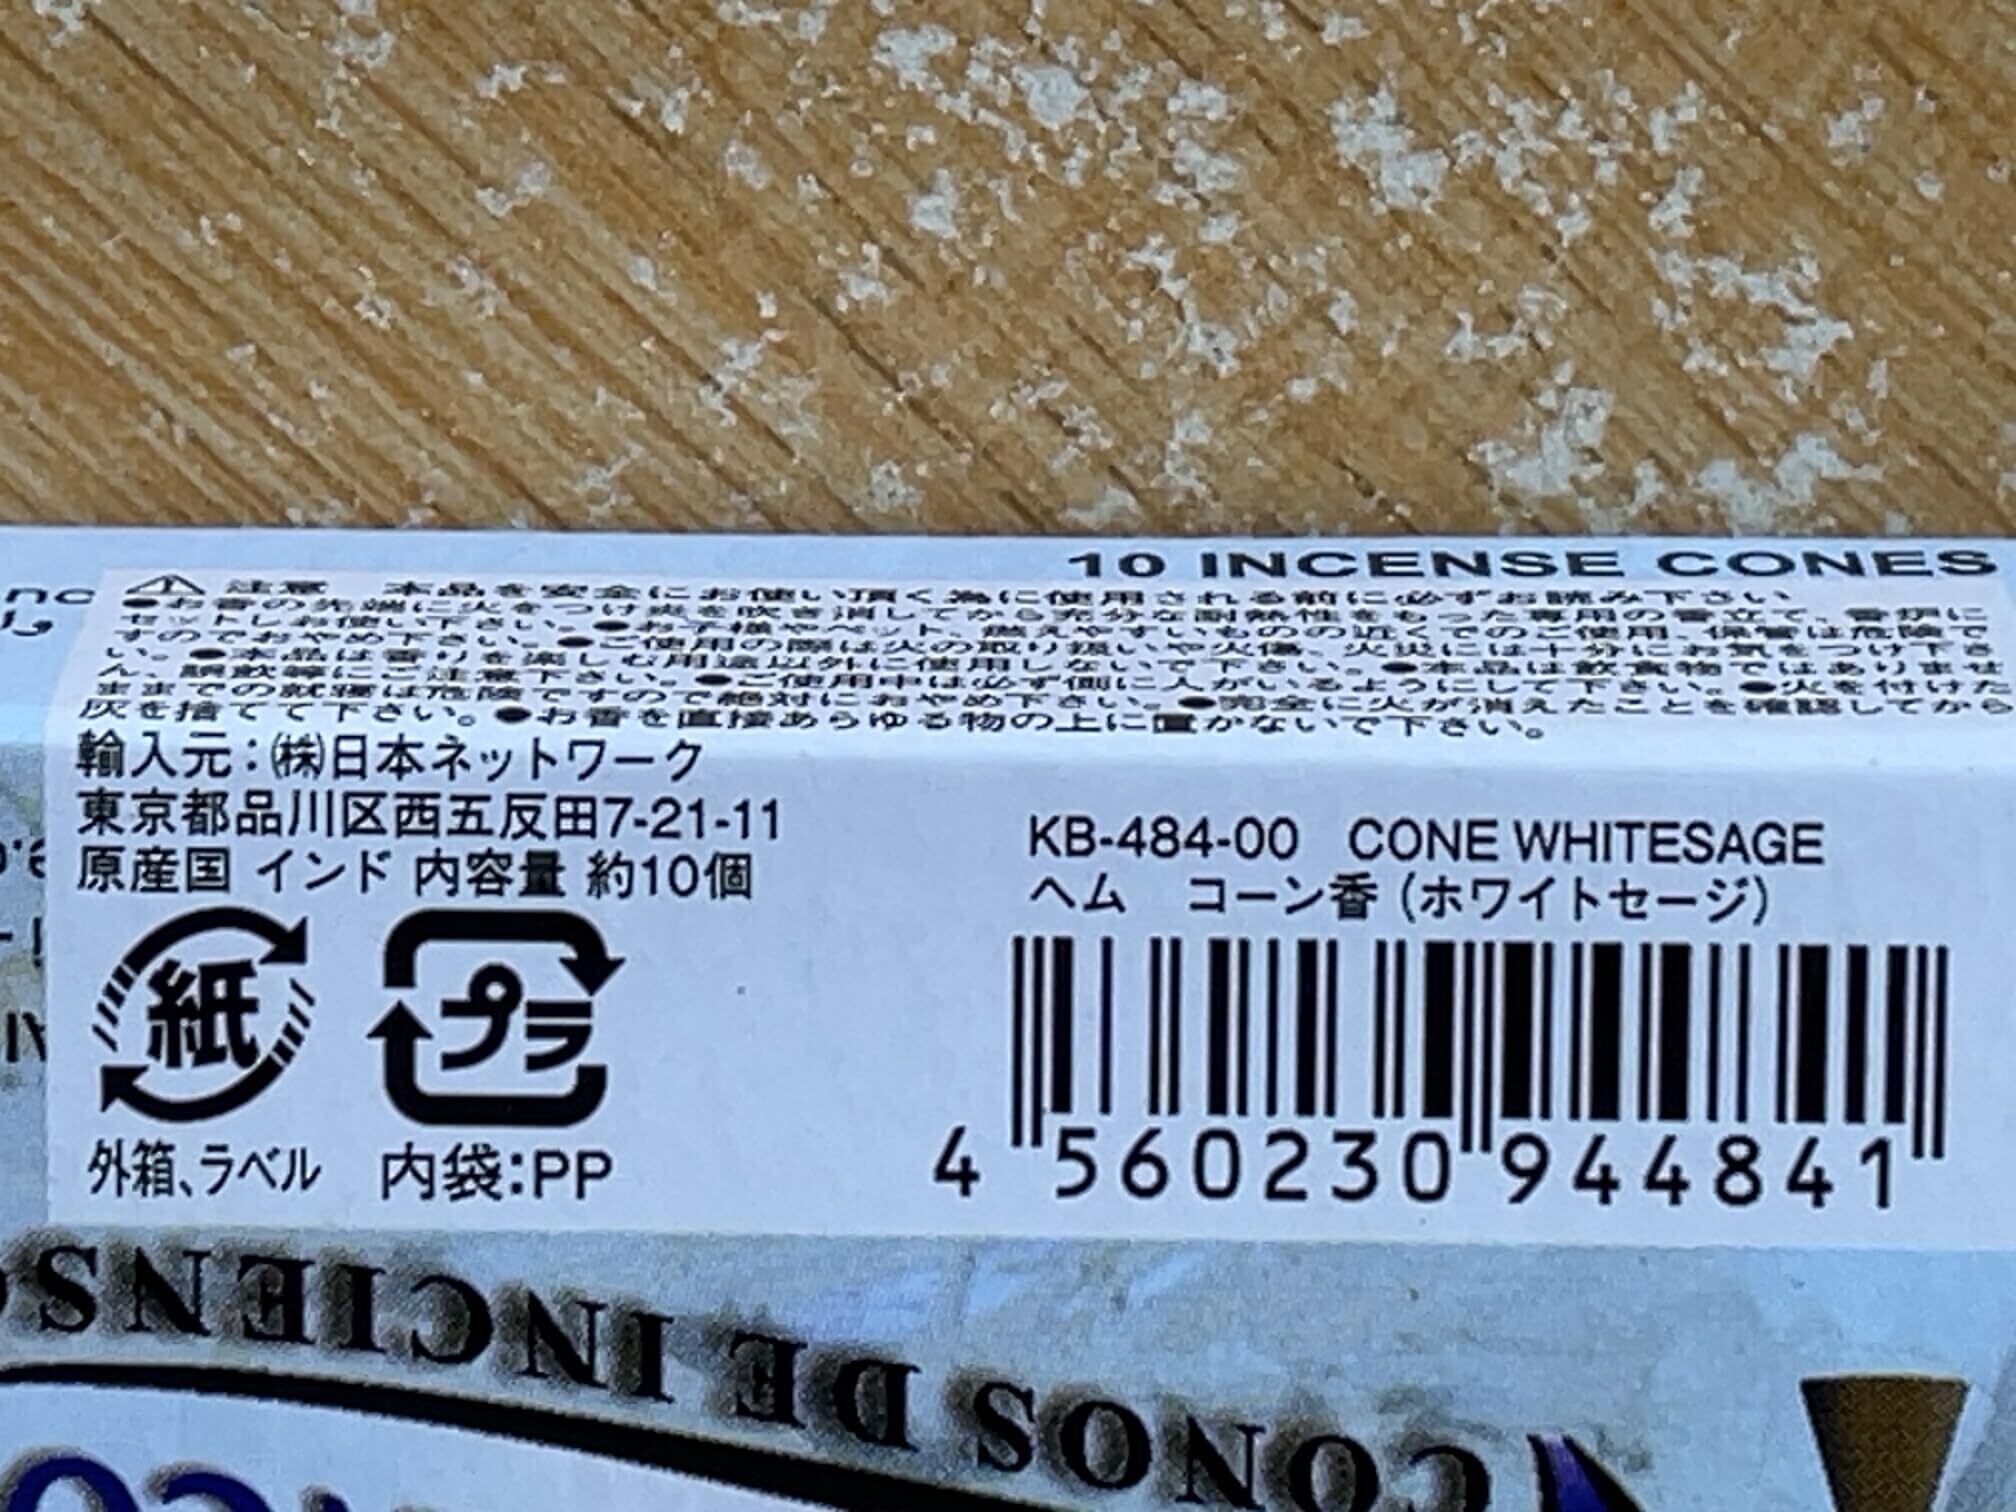 10 INCENSE CONES
⚠ 注意 本品を安全にお使い頂く為に使用される前に必ずお読み下さい
●お香の先端に火をつけ炎を吹き消してから充分な耐熱性をもった専用の香立て、香炉に
セットしお使い下さい。●お子様やペット、燃えやすいものの近くでのご使用、保管は危険で
すのでおやめ下さい。●ご使用の際は火の取り扱いや火傷、火災には十分にお気をつけ下さ
い。●本品は香りを楽しむ用途以外に使用しないで下さい。●本品は飲食物ではありませ
ん、誤飲等にご注意下さい。●ご使用中は必ず側に人がいるようにして下さい。●火を付けた
ままでの就寝は危険ですので絶対におやめ下さい。●完全に火が消えたことを確認してから
灰を捨てて下さい。●お香を直接あらゆる物の上に置かないで下さい。
輸入元:㈱日本ネットワーク
東京都品川区西五反田7-21-11
原産国 インド 内容量 約10個
KB-484-00 CONE WHITESAGE
ヘム コーン香(ホワイトセージ)
紙
プラ
外箱、ラベル
内袋:PP
4 560230 944841
CONOS DE INCIENS